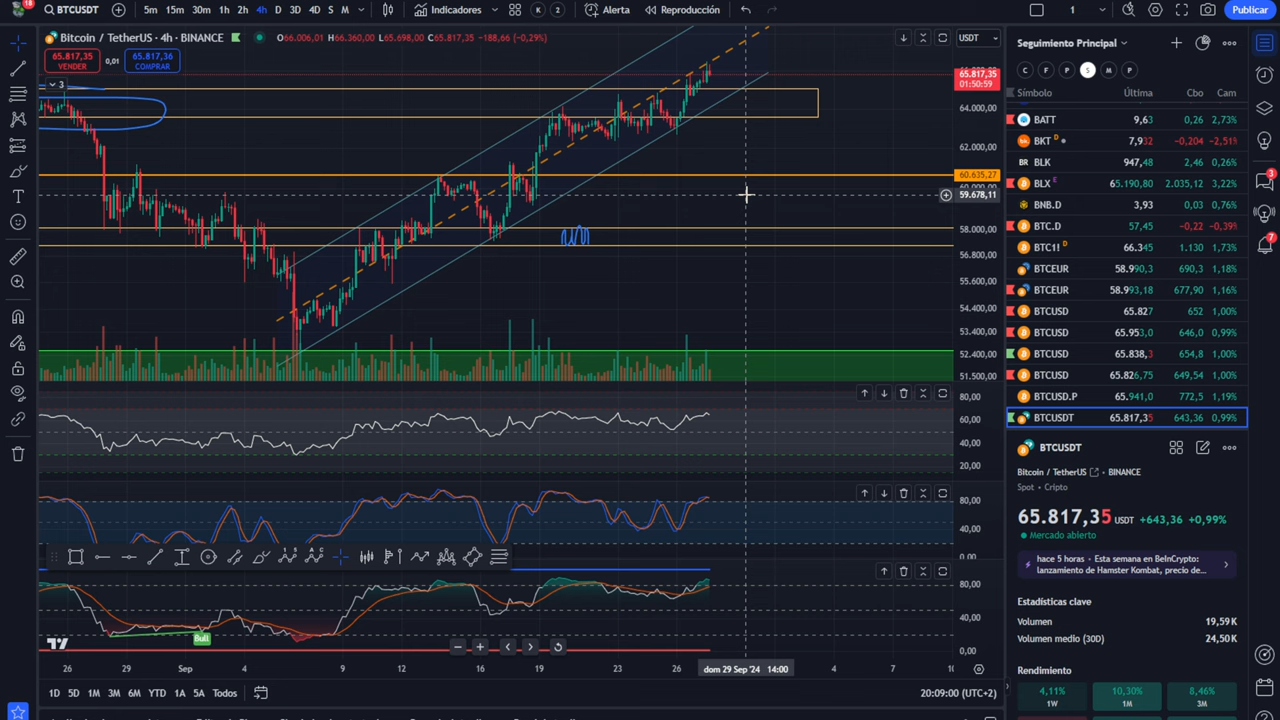 18 BTCUSDT 5m 15m 30m 1h 2h 4h D 3D 4D S M Indicadores K 2 Alerta Reproducción 1 Publicar
Bitcoin / TetherUS · 4h · BINANCE O66.006,01 H66.360,00 L65.698,00 C65.817,35 −188,66 (−0,29%)
USDT
65.817,35 VENDER
0,01
65.817,36 COMPRAR
3
65.817,35
01:50:59
64.000,00
62.000,00
60.635,27
59.678,11
58.000,00
56.800,00
55.600,00
54.400,00
53.400,00
52.400,00
51.500,00
80,00
60,00
40,00
20,00
80,00
40,00
0,00
80,00
40,00
0,00
Bull
26 29 Sep 4 9 12 16 19 23 26 dom 29 Sep '24 14:00 4 7 10
1D 5D 1M 3M 6M YTD 1A 5A Todos
20:09:00 (UTC+2)
Seguimiento Principal
C F P S M P
Símbolo Última Cbo Cam
BATT 9,63 0,26 2,73%
BKT D 7,932 −0,204 −2,51%
BR BLK 947,48 2,46 0,26%
BLX E 65.190,80 2.035,12 3,22%
BNB.D 3,93 0,03 0,76%
BTC.D 57,45 −0,22 −0,39%
BTC1! D 66.345 1.130 1,73%
BTCEUR 58.990,3 690,3 1,18%
BTCEUR 58.993,18 677,90 1,16%
BTCUSD 65.827 652 1,00%
BTCUSD 65.953,0 646,0 0,99%
BTCUSD 65.838,3 654,8 1,00%
BTCUSD 65.826,75 649,54 1,00%
BTCUSD.P 65.941,0 772,5 1,19%
BTCUSDT 65.817,35 643,36 0,99%
BTCUSDT
Bitcoin / TetherUS · BINANCE
Spot · Cripto
65.817,35 USDT +643,36 +0,99%
Mercado abierto
hace 5 horas · Esta semana en BeInCrypto:
lanzamiento de Hamster Kombat, precio de...
Estadísticas clave
Volumen 19,59K
Volumen medio (30D) 24,50K
Rendimiento
4,11% 1W
10,30% 1M
8,46% 3M
3
7